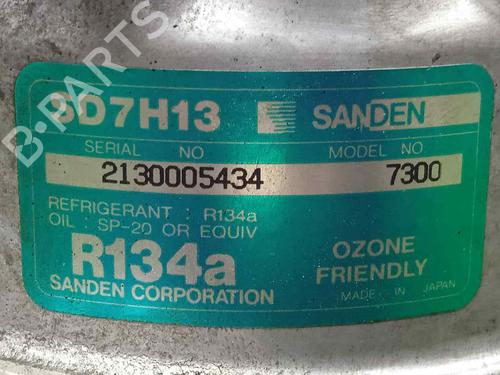 B-PARTS
SD7H13 SANDEN
SERIAL NO MODEL NO
2130005434 7300
REFRIGERANT : R134a
OIL : SP-20 OR EQUIV
R134a OZONE
FRIENDLY
SANDEN CORPORATION MADE IN JAPAN